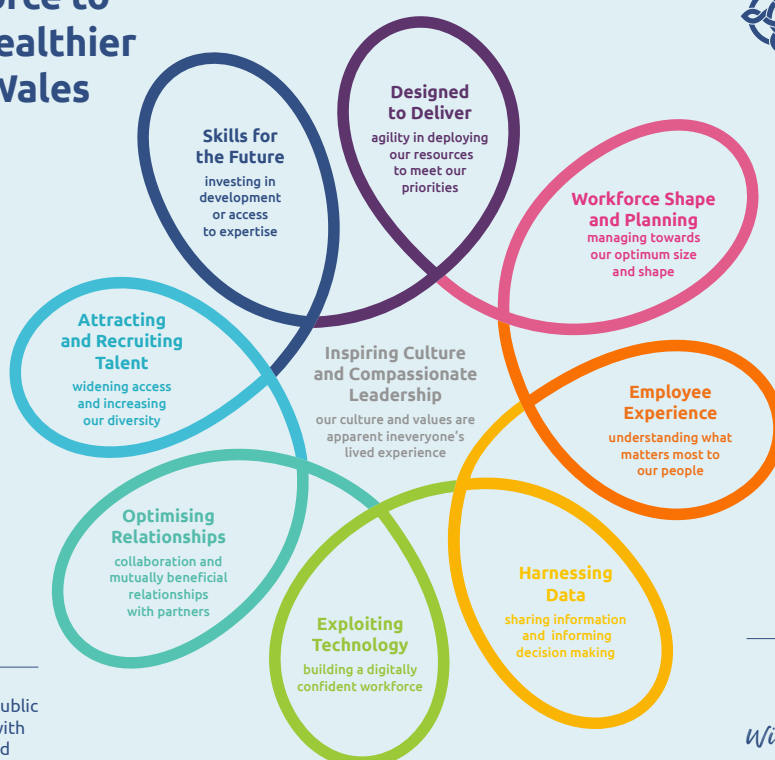 orce to
ealthier
Wales
Designed
to Deliver
agility in deploying
our resources
to meet our
priorities
Skills for
the Future
investing in
development
or access
to expertise
Workforce Shape
and Planning
managing towards
our optimum size
and shape
Attracting
and Recruiting
Talent
widening access
and increasing
our diversity
Inspiring Culture
and Compassionate
Leadership
our culture and values are
apparent ineveryone's
lived experience
Employee
Experience
understanding what
matters most to
our people
Optimising
Relationships
collaboration and
mutually beneficial
relationships
with partners
Harnessing
Data
sharing information
and informing
decision making
Exploiting
Technology
building a digitally
confident workforce
ublic
vith
d
Wi